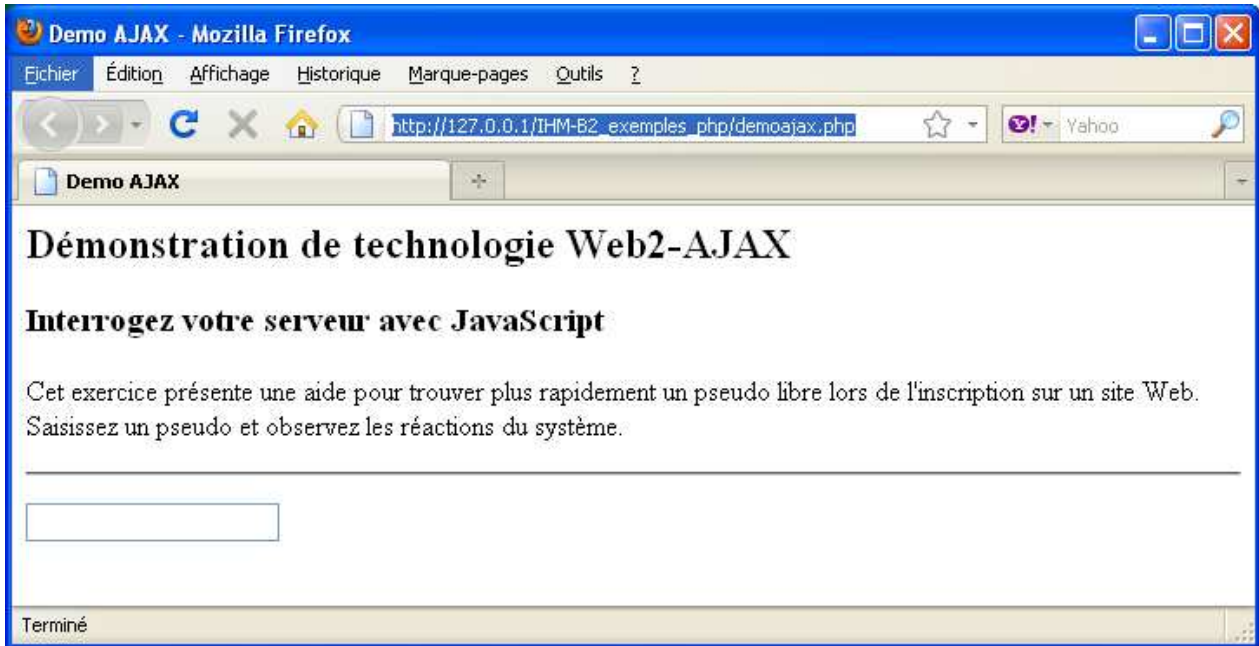 Demo AJAX - Mozilla Firefox
Fichier Édition Affichage Historique Marque-pages Outils ?
http://127.0.0.1/IHM-B2_exemples_php/demoajax.php Yahoo
Demo AJAX
Démonstration de technologie Web2-AJAX
Interrogez votre serveur avec JavaScript
Cet exercice présente une aide pour trouver plus rapidement un pseudo libre lors de l'inscription sur un site Web.
Saisissez un pseudo et observez les réactions du système.
Terminé